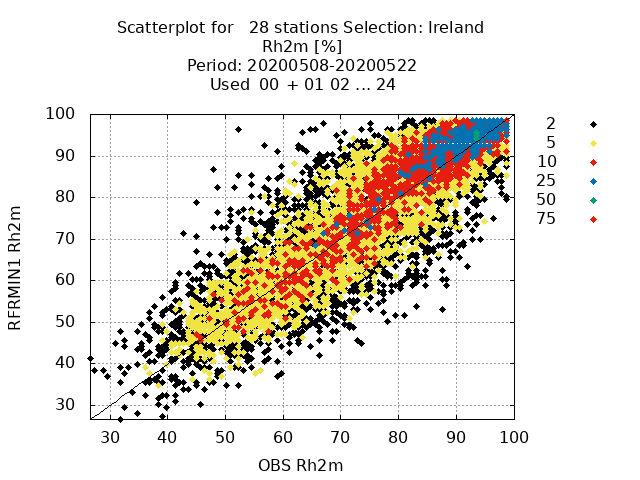 Scatterplot for   28 stations Selection: Ireland
Rh2m [%]
Period: 20200508-20200522
Used  00 + 01 02 ... 24
RFRMIN1 Rh2m
100
90
80
70
60
50
40
30
30 40 50 60 70 80 90 100
OBS Rh2m
2
5
10
25
50
75